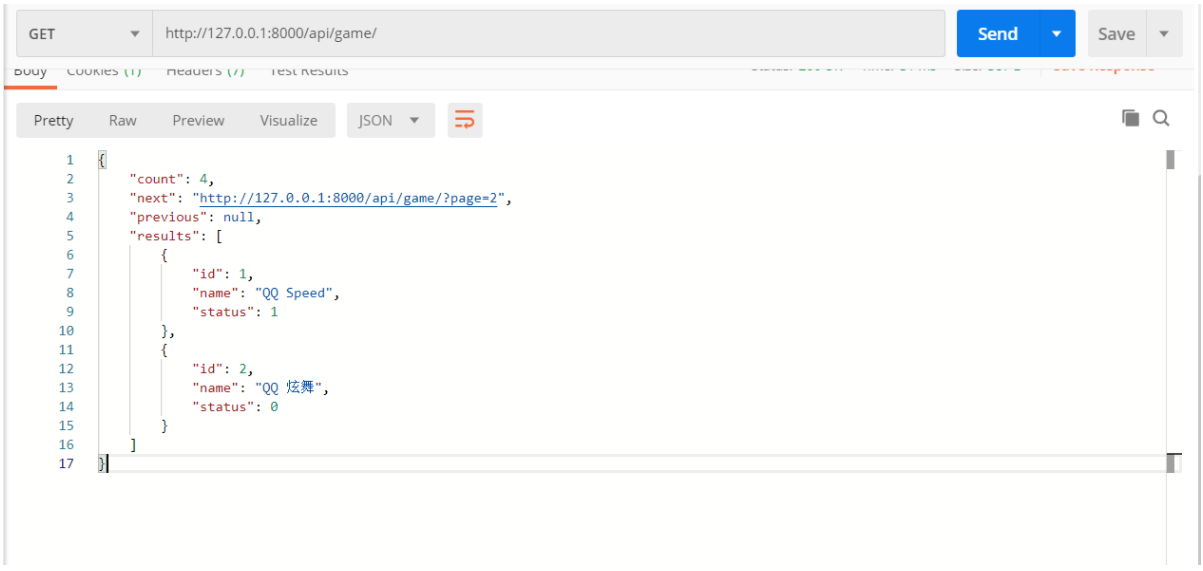 GET http://127.0.0.1:8000/api/game/ Send Save
Body Cookies (1) Headers (7) Test Results
Pretty Raw Preview Visualize JSON
1 {
2 "count": 4,
3 "next": "http://127.0.0.1:8000/api/game/?page=2",
4 "previous": null,
5 "results": [
6 {
7 "id": 1,
8 "name": "QQ Speed",
9 "status": 1
10 },
11 {
12 "id": 2,
13 "name": "QQ 炫舞",
14 "status": 0
15 }
16 ]
17 }